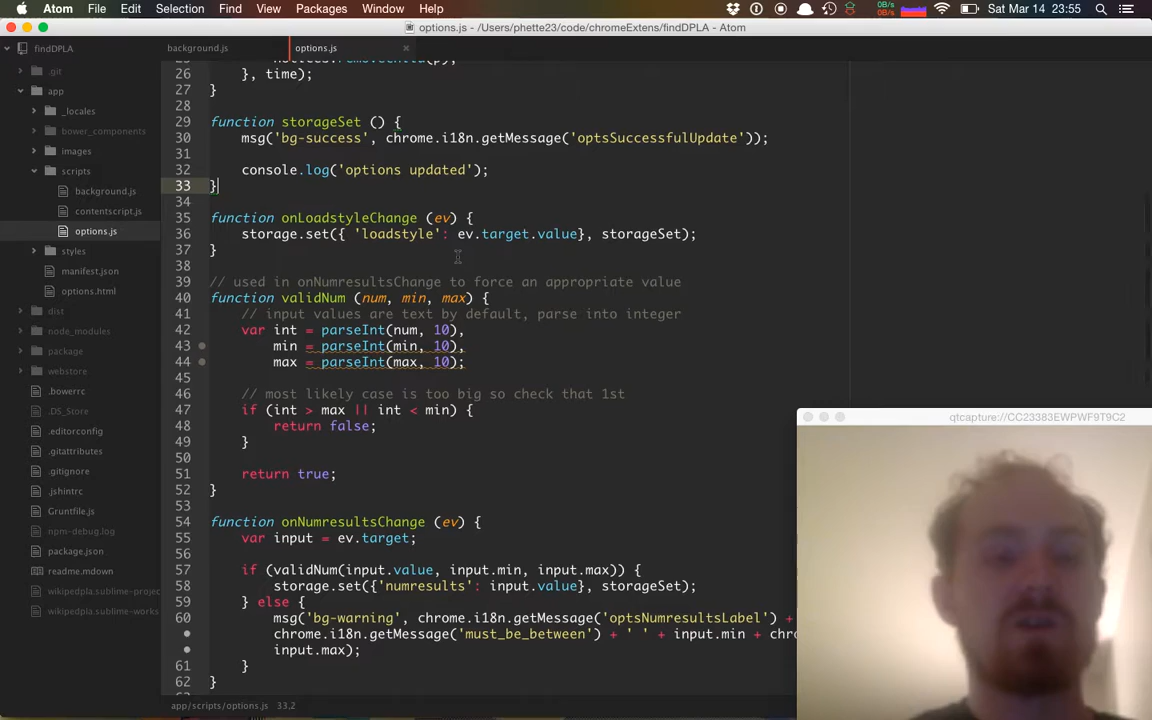 Atom File Edit Selection Find View Packages Window Help
0B/s
0B/s
Sat Mar 14 23:55
options.js - /Users/phette23/code/chromeExtens/findDPLA - Atom
findDPLA
background.js
options.js
.git
app
_locales
bower_components
images
scripts
background.js
contentscript.js
options.js
styles
manifest.json
options.html
dist
node_modules
package
webstore
.bowerrc
.DS_Store
.editorconfig
.gitattributes
.gitignore
.jshintrc
Gruntfile.js
npm-debug.log
package.json
readme.mdown
wikipedpla.sublime-projec
wikipedpla.sublime-works
26 }, time);
27 }
28
29 function storageSet () {
30 msg('bg-success', chrome.i18n.getMessage('optsSuccessfulUpdate'));
31
32 console.log('options updated');
33 }
34
35 function onLoadstyleChange (ev) {
36 storage.set({ 'loadstyle': ev.target.value}, storageSet);
37 }
38
39 // used in onNumresultsChange to force an appropriate value
40 function validNum (num, min, max) {
41 // input values are text by default, parse into integer
42 var int = parseInt(num, 10),
43 min = parseInt(min, 10),
44 max = parseInt(max, 10);
45
46 // most likely case is too big so check that 1st
47 if (int > max || int < min) {
48 return false;
49 }
50
51 return true;
52 }
53
54 function onNumresultsChange (ev) {
55 var input = ev.target;
56
57 if (validNum(input.value, input.min, input.max)) {
58 storage.set({'numresults': input.value}, storageSet);
59 } else {
60 msg('bg-warning', chrome.i18n.getMessage('optsNumresultsLabel') +
chrome.i18n.getMessage('must_be_between') + ' ' + input.min + chro
input.max);
61 }
62 }
app/scripts/options.js 33,2
qtcapture://CC23383EWPWF9T9C2